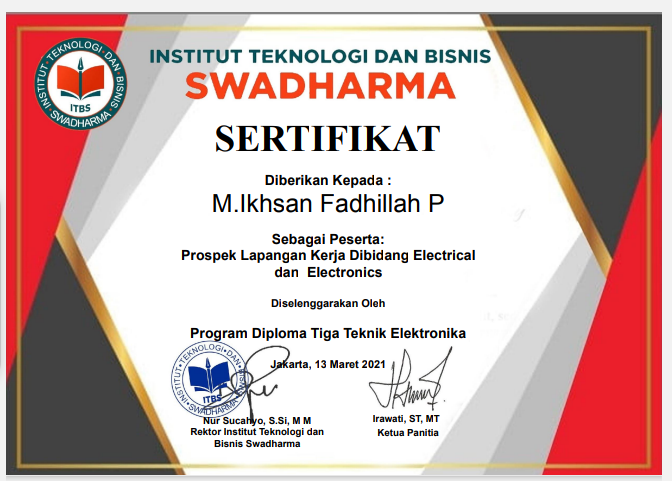 INSTITUT TEKNOLOGI DAN BISNIS
SWADHARMA
INSTITUT · TEKNOLOGI · DAN · BISNIS
SWADHARMA
ITBS
SERTIFIKAT
Diberikan Kepada :
M.Ikhsan Fadhillah P
Sebagai Peserta:
Prospek Lapangan Kerja Dibidang Electrical
dan Electronics
Diselenggarakan Oleh
Program Diploma Tiga Teknik Elektronika
Jakarta, 13 Maret 2021
INSTITUT · TEKNOLOGI · DAN · BISNIS
SWADHARMA
ITBS
Nur Sucahyo, S.Si, M M
Rektor Institut Teknologi dan
Bisnis Swadharma
Irawati, ST, MT
Ketua Panitia